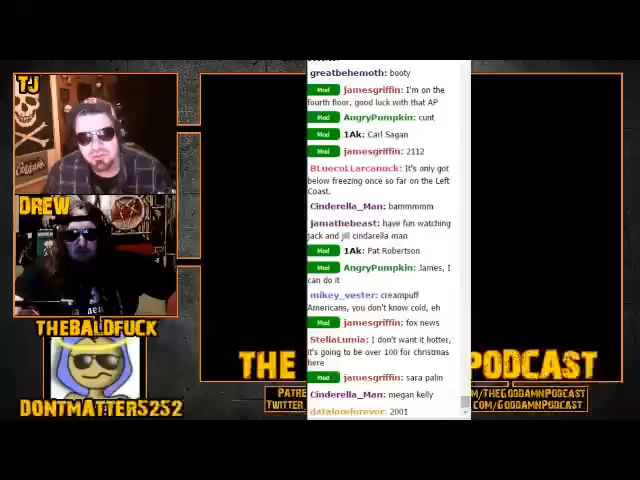 TJ
GODDAMN
DREW
THEBALDFUCK
DONTMATTER5252
greatbehemoth: booty
Mod jamesgriffin: I'm on the
fourth floor, good luck with that AP
Mod AngryPumpkin: cunt
Mod 1Ak: Carl Sagan
Mod jamesgriffin: 2112
BLuecoLLarcanuck: It's only got
below freezing once so far on the Left
Coast.
Cinderella_Man: bammmmm
jamathebeast: have fun watching
jack and jill cindarella man
Mod 1Ak: Pat Robertson
Mod AngryPumpkin: James, I
can do it
mikey_vester: creampuff
Americans, you don't know cold, eh
Mod jamesgriffin: fox news
StellaLumia: I don't want it hotter,
it's going to be over 100 for christmas
here
Mod jamesgriffin: sara palin
Cinderella_Man: megan kelly
dataloreforever: 2001
THE PODCAST
PATRE M/THEGODDAMNPODCAST
TWITTER .COM/GODDAMNPODCAST